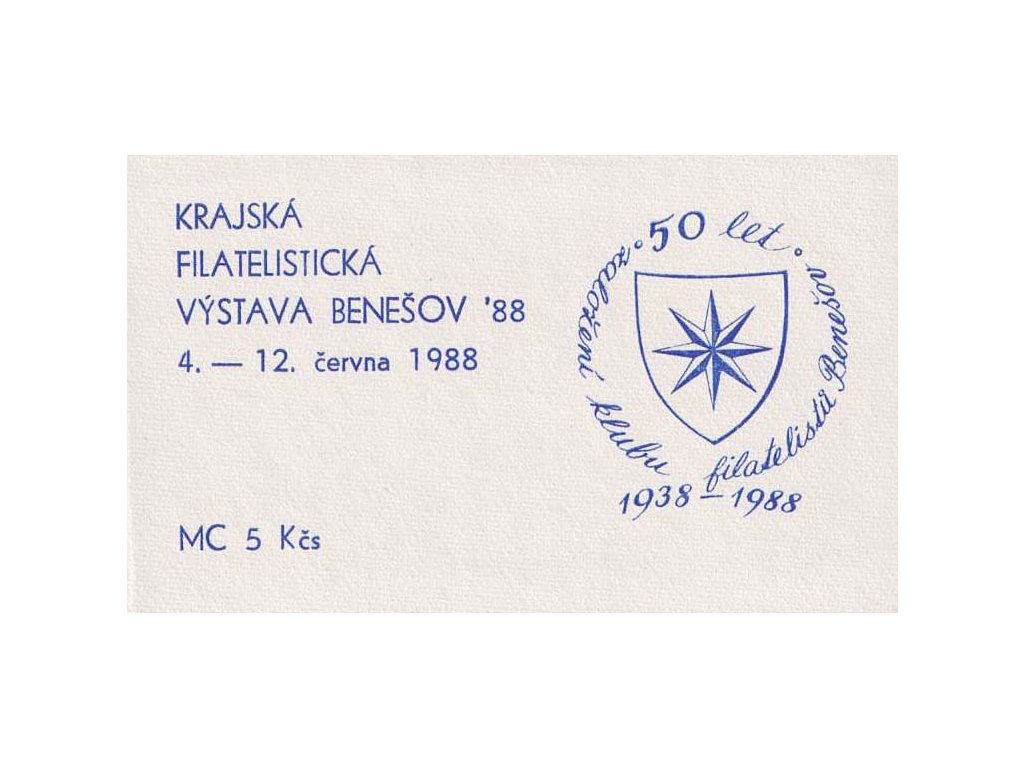 KRAJSKÁ
FILATELISTICKÁ
VÝSTAVA BENEŠOV '88
4. — 12. června 1988
MC 5 Kčs
• 50 let • založení klubu filatelistů Benešov
1938 – 1988